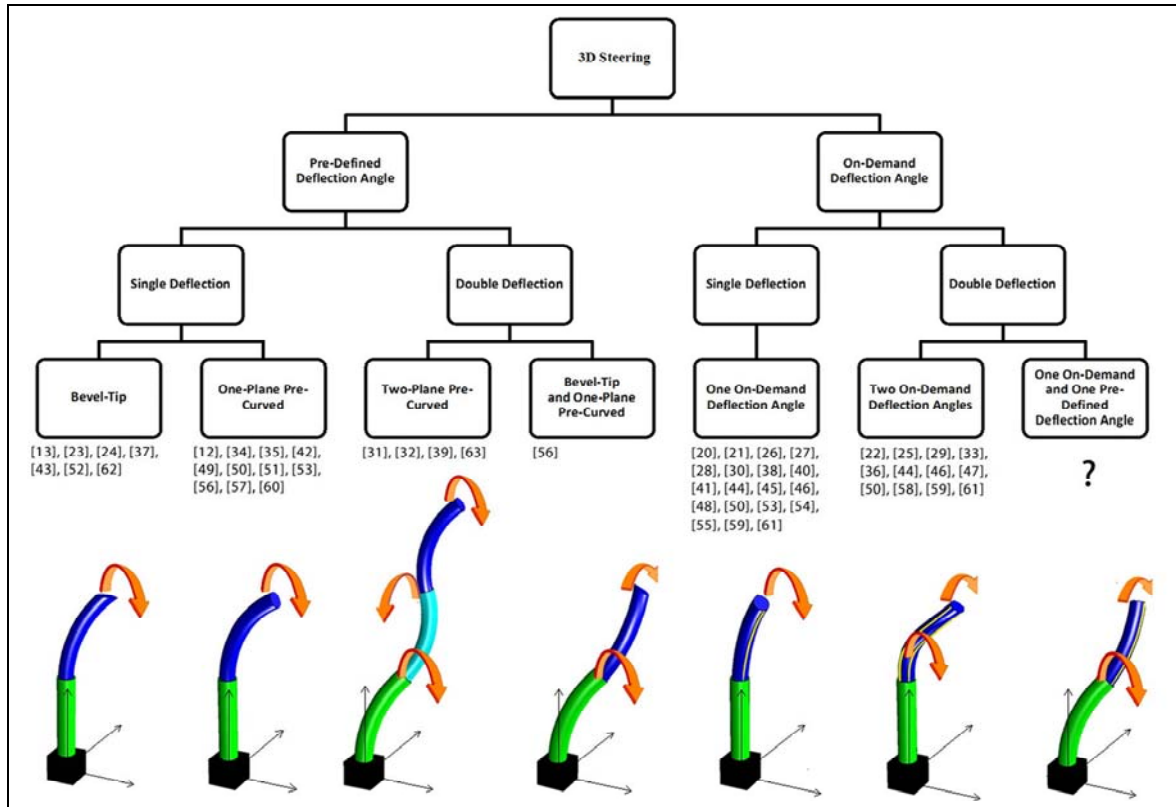 3D Steering
Pre-Defined
Deflection Angle
On-Demand
Deflection Angle
Single Deflection
Double Deflection
Single Deflection
Double Deflection
Bevel-Tip
One-Plane Pre-
Curved
Two-Plane Pre-
Curved
Bevel-Tip
and One-Plane
Pre-Curved
One On-Demand
Deflection Angle
Two On-Demand
Deflection Angles
One On-Demand
and One Pre-
Defined
Deflection Angle
[13], [23], [24], [37],
[43], [52], [62]
[12], [34], [35], [42],
[49], [50], [51], [53],
[56], [57], [60]
[31], [32], [39], [63]
[56]
[20], [21], [26], [27],
[28], [30], [38], [40],
[41], [44], [45], [46],
[48], [50], [53], [54],
[55], [59], [61]
[22], [25], [29], [33],
[36], [44], [46], [47],
[50], [58], [59], [61]
?